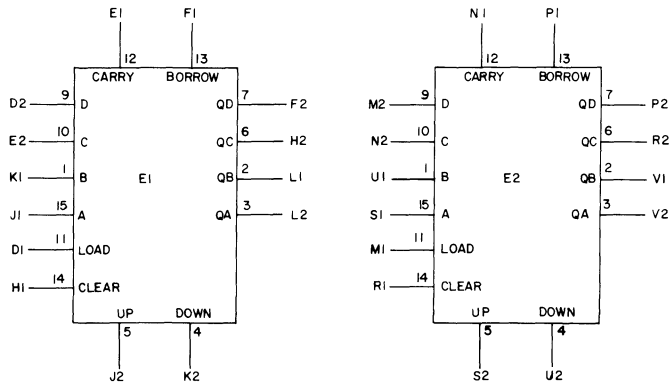 E1 F1 N1 P1
12 13 12 13
CARRY BORROW CARRY BORROW
D2 9 D QD 7 F2 M2 9 D QD 7 P2
E2 10 C QC 6 H2 N2 10 C QC 6 R2
K1 1 B E1 QB 2 L1 U1 1 B E2 QB 2 V1
J1 15 A QA 3 L2 S1 15 A QA 3 V2
D1 11 LOAD M1 11 LOAD
H1 14 CLEAR R1 14 CLEAR
UP DOWN UP DOWN
5 4 5 4
J2 K2 S2 U2